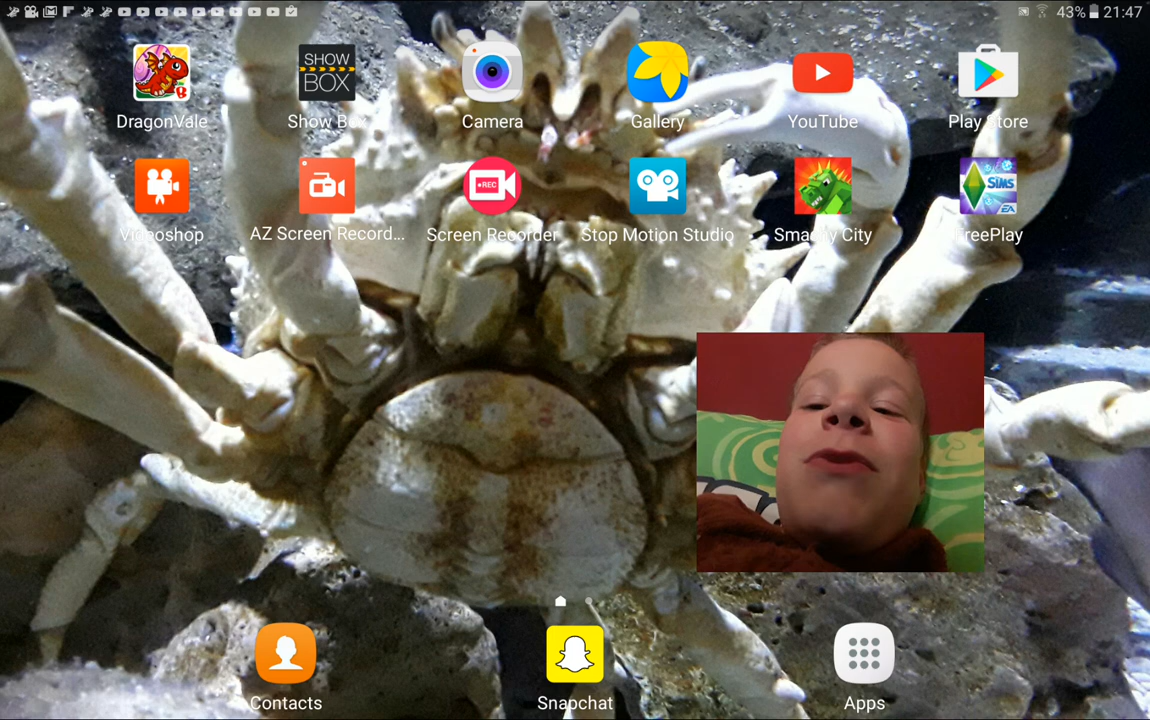 43% 21:47
SHOW
BOX
DragonVale Show Box Camera Gallery YouTube Play Store
REC
SIMS
EA
Videoshop AZ Screen Record... Screen Recorder Stop Motion Studio Smashy City FreePlay
Contacts Snapchat Apps